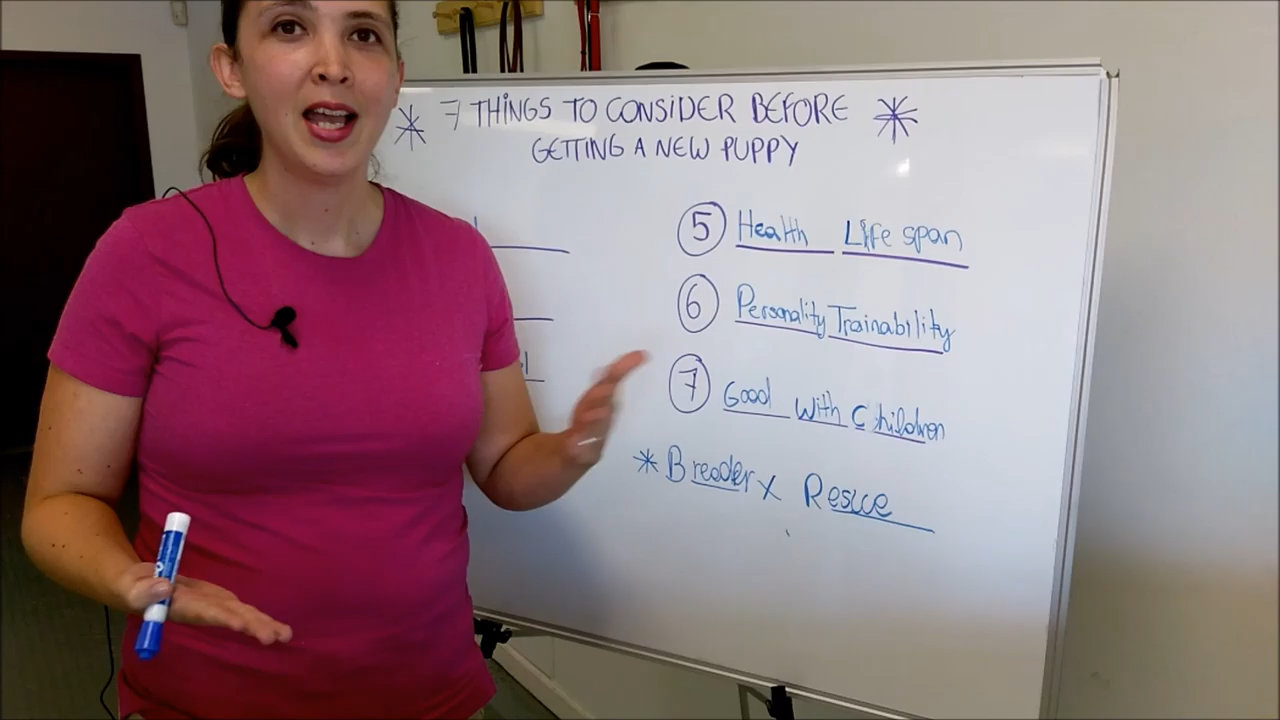 * 7 THINGS TO CONSIDER BEFORE *
GETTING A NEW PUPPY
5 Health Life span
6 Personality Trainability
7 Good With Children
* Breeder x Rescue